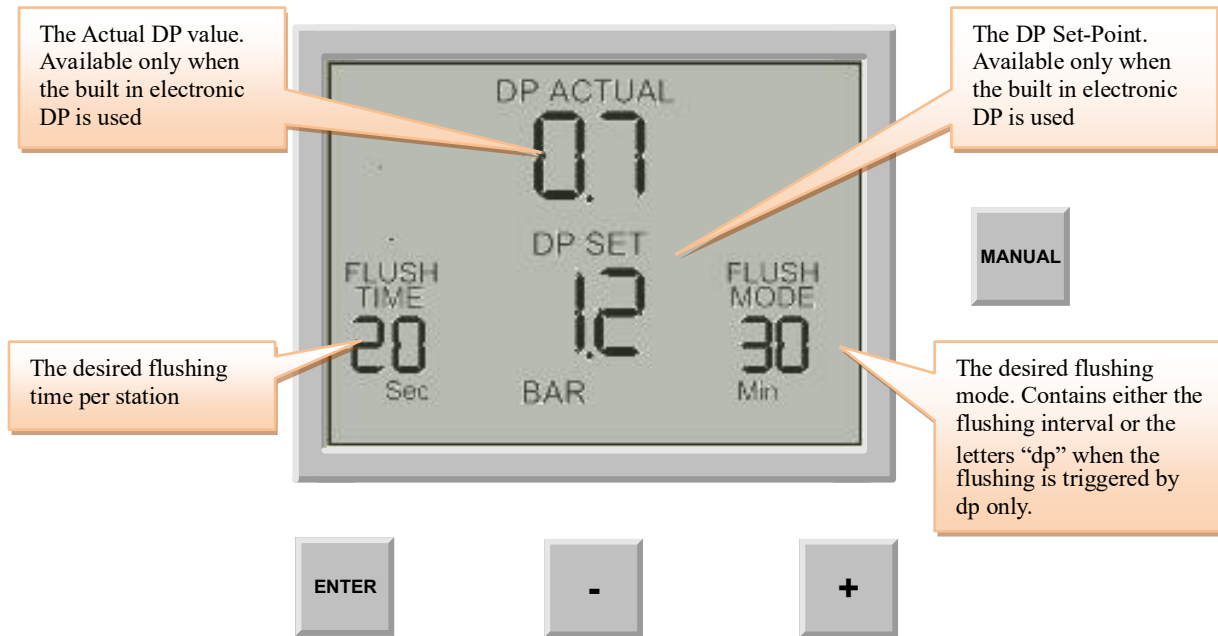 The Actual DP value.
Available only when
the built in electronic
DP is used
The DP Set-Point.
Available only when
the built in electronic
DP is used
DP ACTUAL
0.7
DP SET
1.2
BAR
FLUSH
TIME
20
Sec
FLUSH
MODE
30
Min
MANUAL
The desired flushing
time per station
The desired flushing
mode. Contains either the
flushing interval or the
letters “dp” when the
flushing is triggered by
dp only.
ENTER
-
+